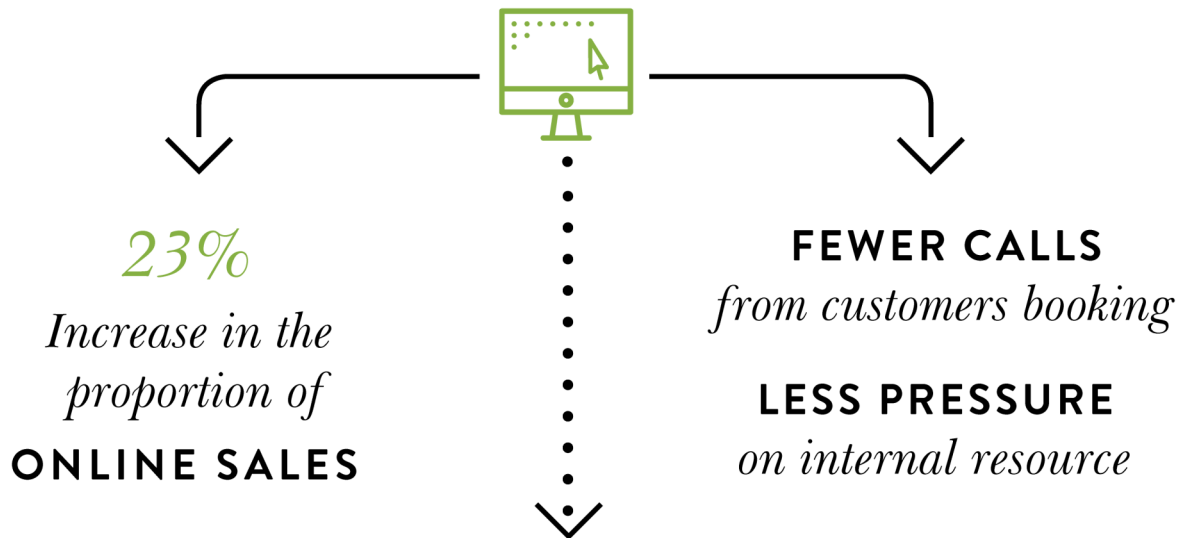 23%
Increase in the
proportion of
ONLINE SALES
FEWER CALLS
from customers booking
LESS PRESSURE
on internal resource